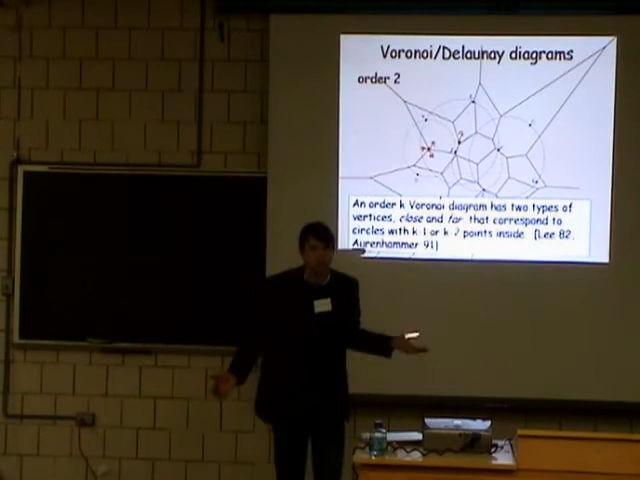 Voronoi/Delaunay diagrams
order 2
An order k Voronoi diagram has two types of
vertices, close and far, that correspond to
circles with k-1 or k-2 points inside. [Lee 82,
Aurenhammer 91]